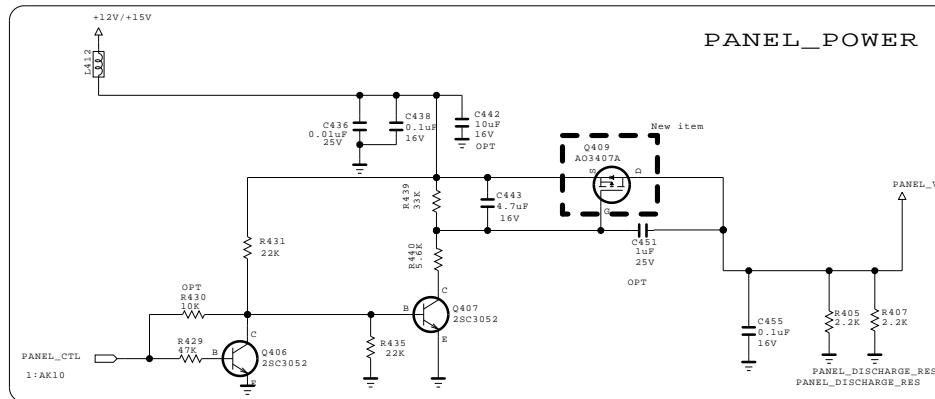 +12V/+15V
PANEL_POWER
L412
C436
0.01uF
25V
C438
0.1uF
16V
C442
10uF
16V
OPT
New item
Q409
AO3407A
S
D
G
R439
33K
C443
4.7uF
16V
PANEL_V
R431
22K
R440
5.6K
C451
1uF
25V
OPT
OPT
R430
10K
C
B
Q407
2SC3052
E
R429
47K
C
B
Q406
2SC3052
E
R435
22K
C455
0.1uF
16V
R405
2.2K
R407
2.2K
PANEL_CTL
1:AK10
PANEL_DISCHARGE_RES
PANEL_DISCHARGE_RES